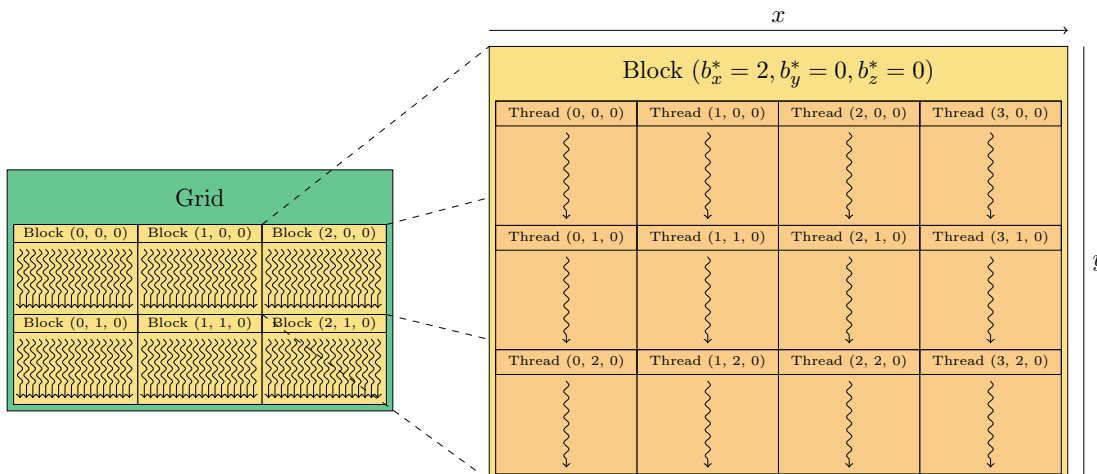 x
Block (b*x = 2, b*y = 0, b*z = 0)
Thread (0, 0, 0) Thread (1, 0, 0) Thread (2, 0, 0) Thread (3, 0, 0)
Grid
Block (0, 0, 0) Block (1, 0, 0) Block (2, 0, 0)
Thread (0, 1, 0) Thread (1, 1, 0) Thread (2, 1, 0) Thread (3, 1, 0)
y
Block (0, 1, 0) Block (1, 1, 0) Block (2, 1, 0)
Thread (0, 2, 0) Thread (1, 2, 0) Thread (2, 2, 0) Thread (3, 2, 0)